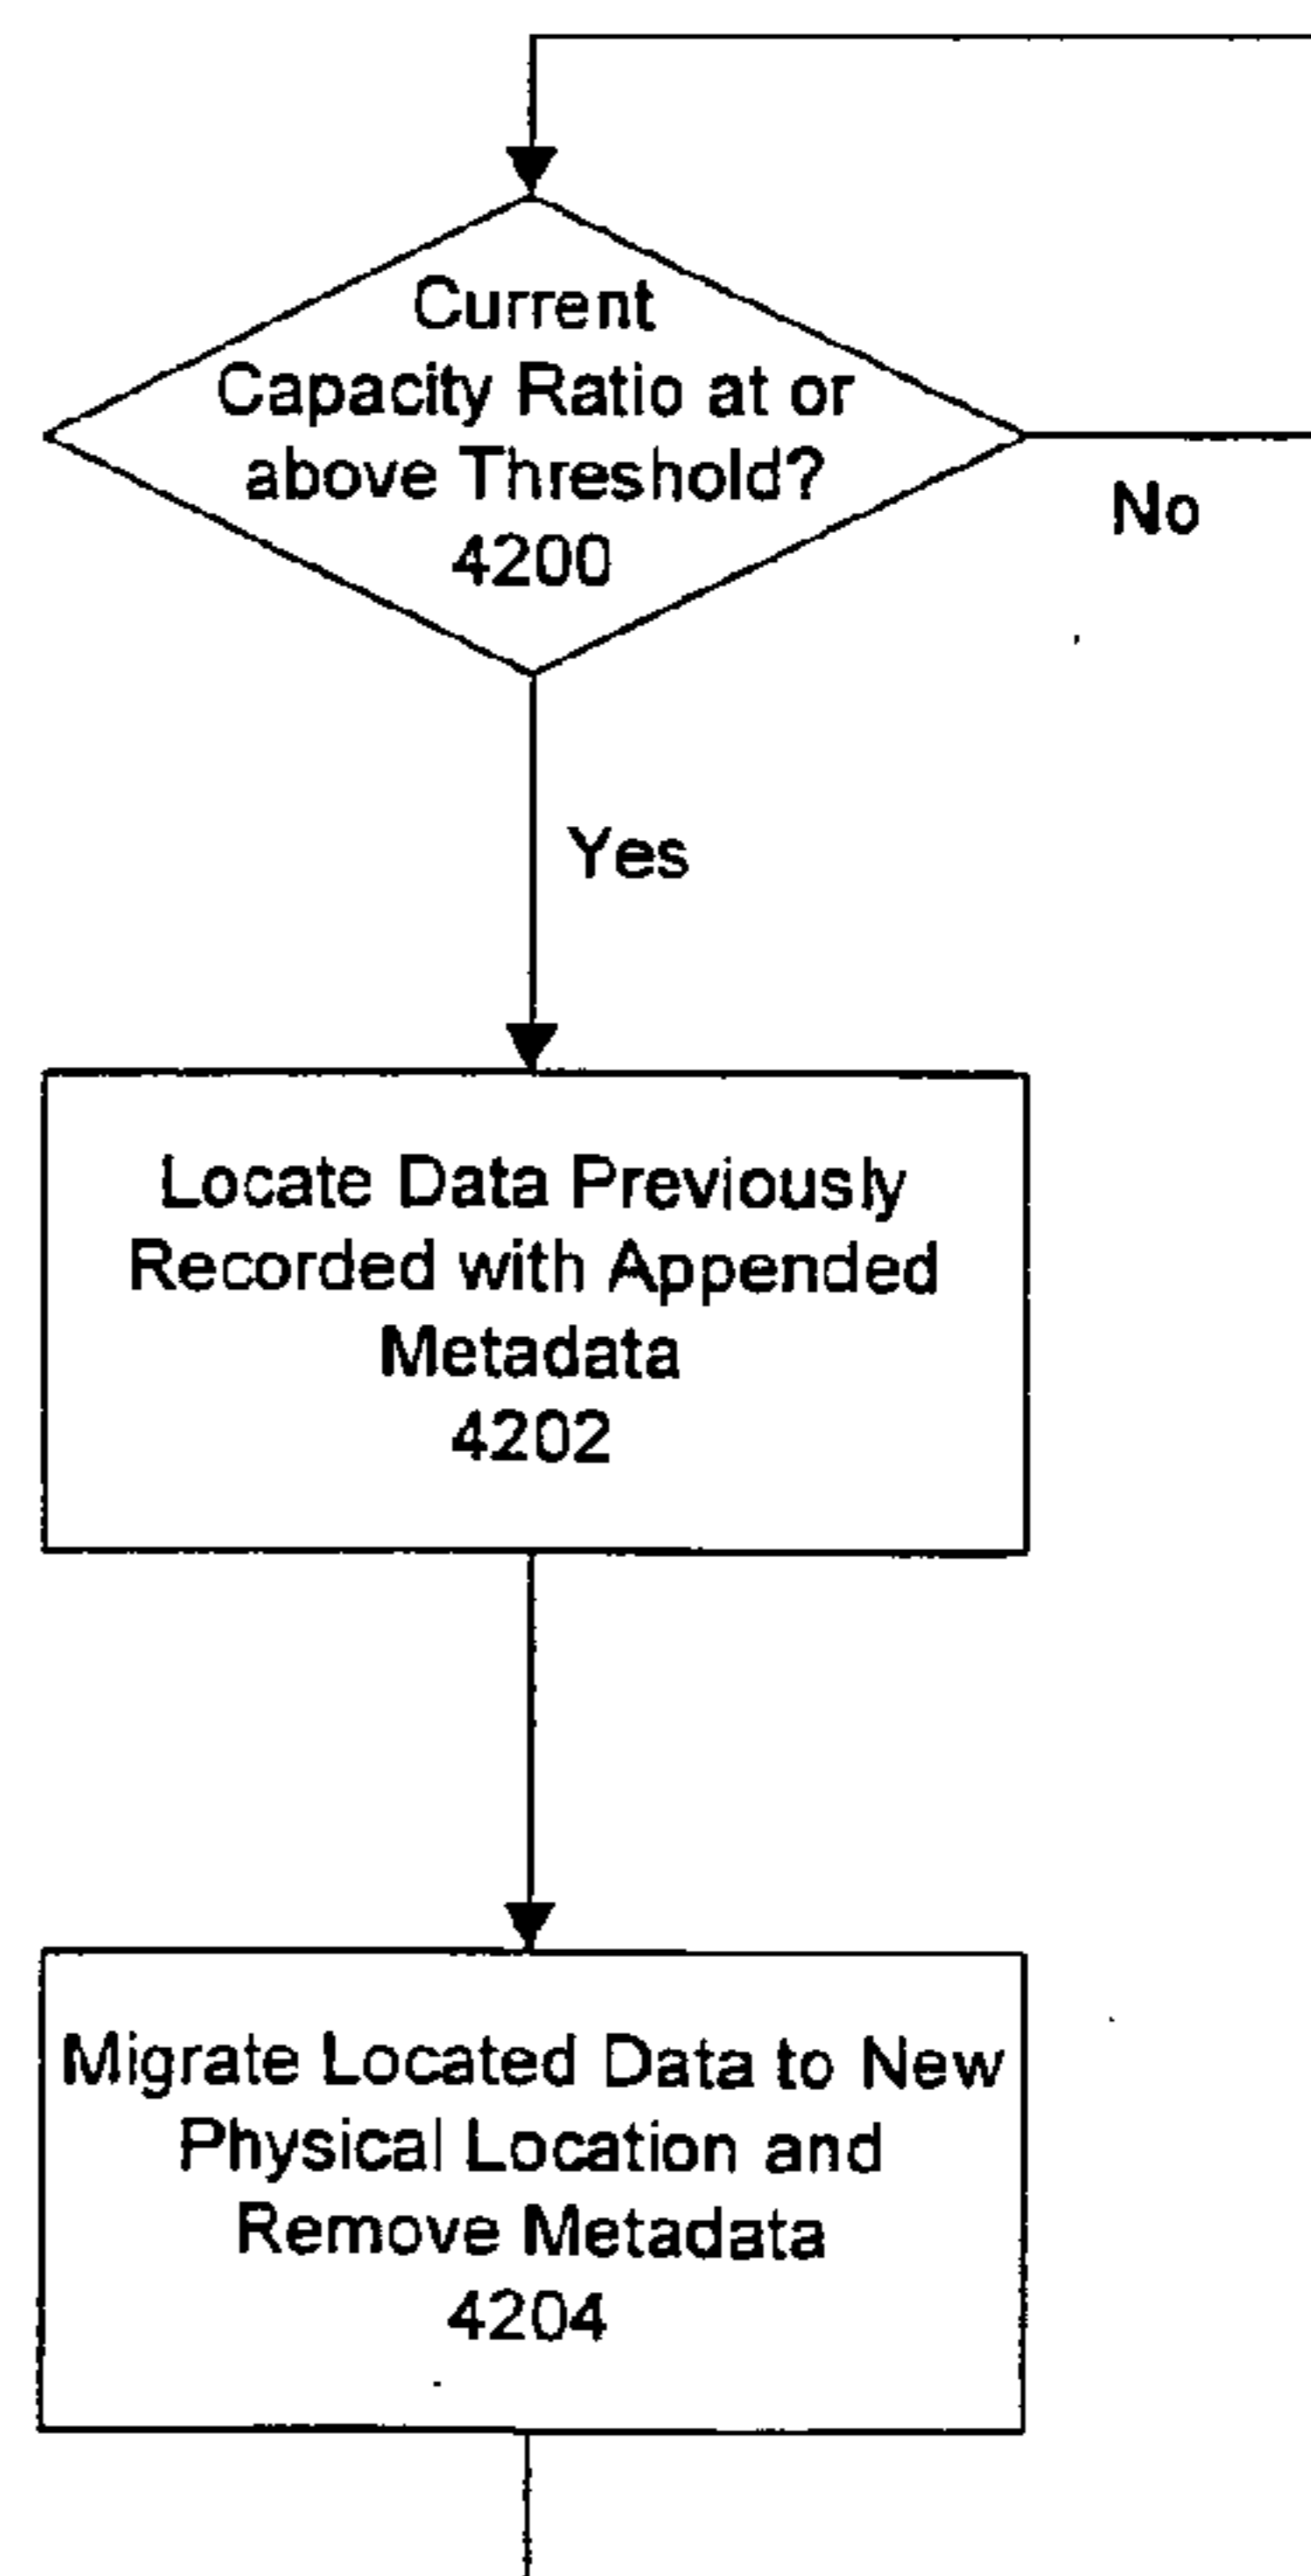 Current
Capacity Ratio at or
above Threshold?
4200
No
Yes
Locate Data Previously
Recorded with Appended
Metadata
4202
Migrate Located Data to New
Physical Location and
Remove Metadata
4204